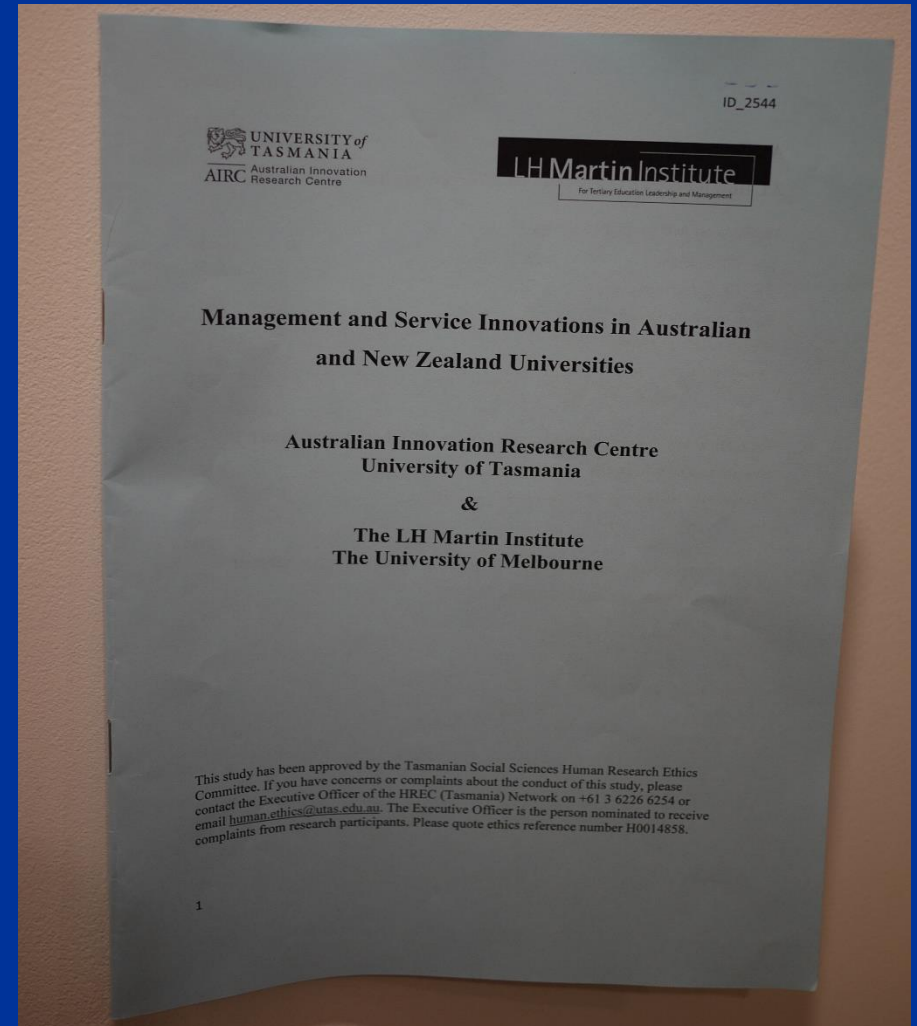 ID_2544
UNIVERSITY of
TASMANIA
AIRC Australian Innovation
Research Centre
LH Martin Institute
For Tertiary Education Leadership and Management
Management and Service Innovations in Australian
and New Zealand Universities
Australian Innovation Research Centre
University of Tasmania
&
The LH Martin Institute
The University of Melbourne
This study has been approved by the Tasmanian Social Sciences Human Research Ethics
Committee. If you have concerns or complaints about the conduct of this study, please
contact the Executive Officer of the HREC (Tasmania) Network on +61 3 6226 6254 or
email human.ethics@utas.edu.au. The Executive Officer is the person nominated to receive
complaints from research participants. Please quote ethics reference number H0014858.
1